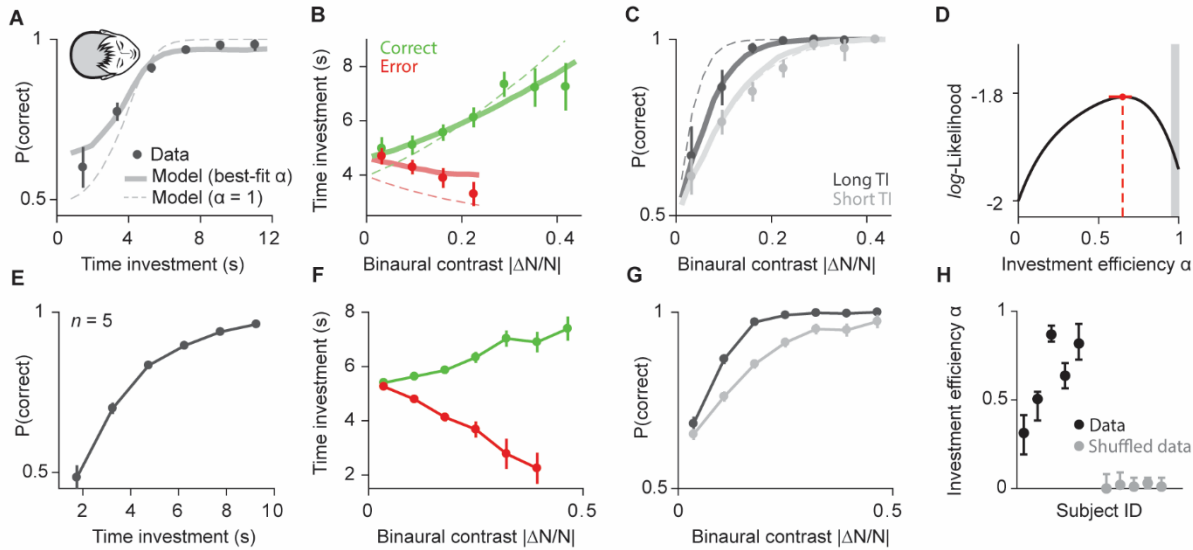 A
P(correct)
1
0.5
Data
Model (best-fit α)
Model (α = 1)
0 4 8 12
Time investment (s)
B
Correct
Error
Time investment (s)
8
6
4
0 0.2 0.4
Binaural contrast |ΔN/N|
C
P(correct)
1
0.5
Long TI
Short TI
0 0.2 0.4
Binaural contrast |ΔN/N|
D
log-Likelihood
-1.8
-2
0 0.5 1
Investment efficiency α
E
n = 5
P(correct)
1
0.5
2 4 6 8 10
Time investment (s)
F
Time investment (s)
8
6
4
2
0 0.2 0.4
Binaural contrast |ΔN/N|
G
P(correct)
1
0.5
0 0.2 0.4
Binaural contrast |ΔN/N|
H
Investment efficiency α
1
0.5
0
Data
Shuffled data
Subject ID